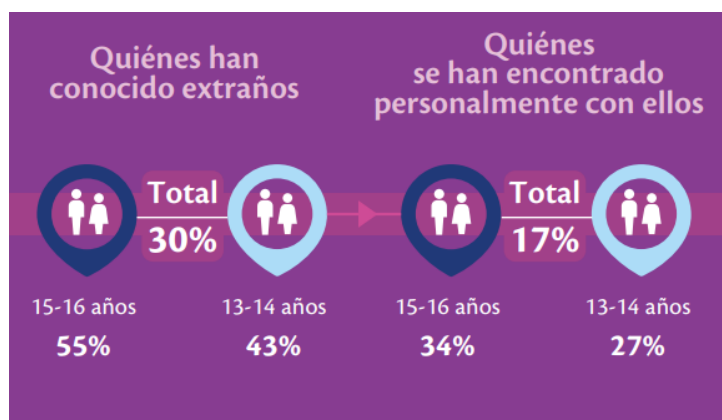 Quiénes han
conocido extraños
Quiénes
se han encontrado
personalmente con ellos
Total
30%
15-16 años
55%
13-14 años
43%
Total
17%
15-16 años
34%
13-14 años
27%